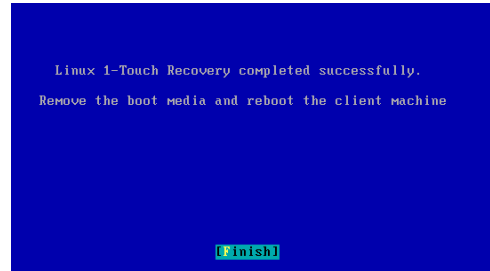 Linux 1-Touch Recovery completed successfully.
Remove the boot media and reboot the client machine
[Finish]